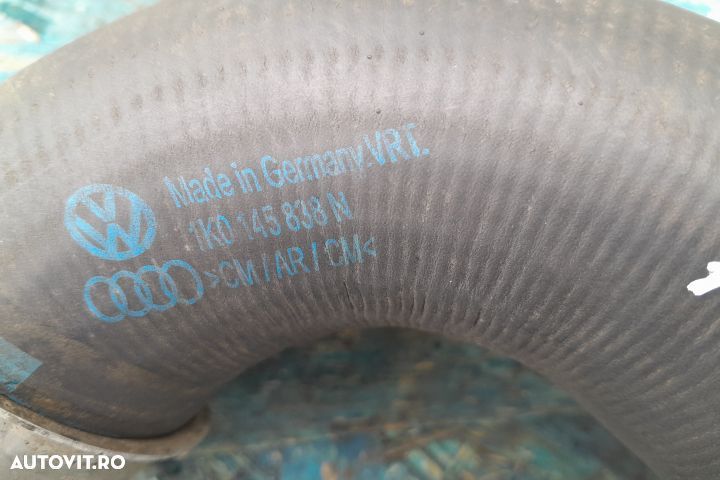 Made in Germany VRT.
1K0 145 838 N
>CM/AR/CM<
AUTOVIT.RO